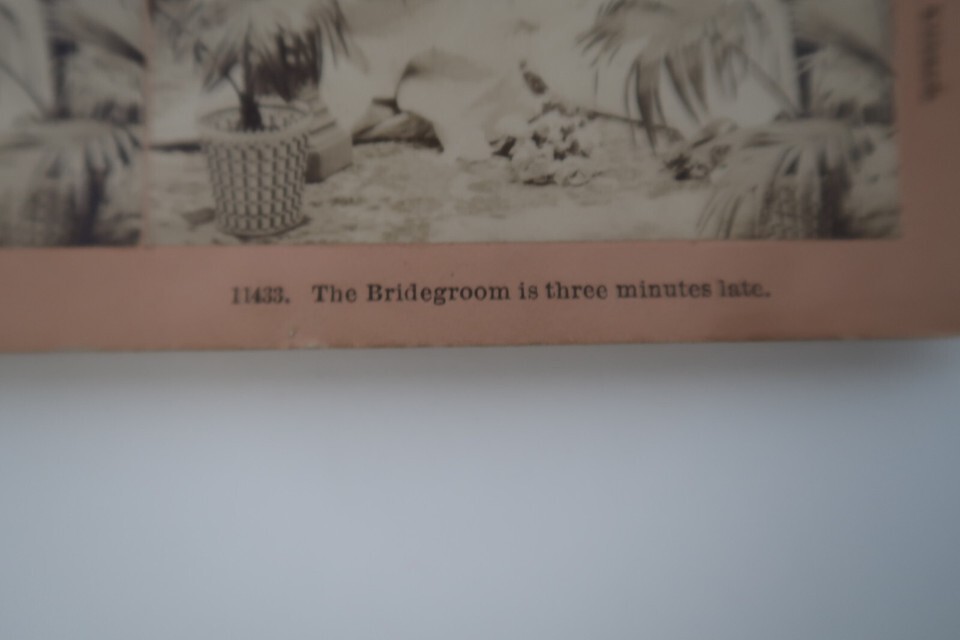 11433. The Bridegroom is three minutes late.